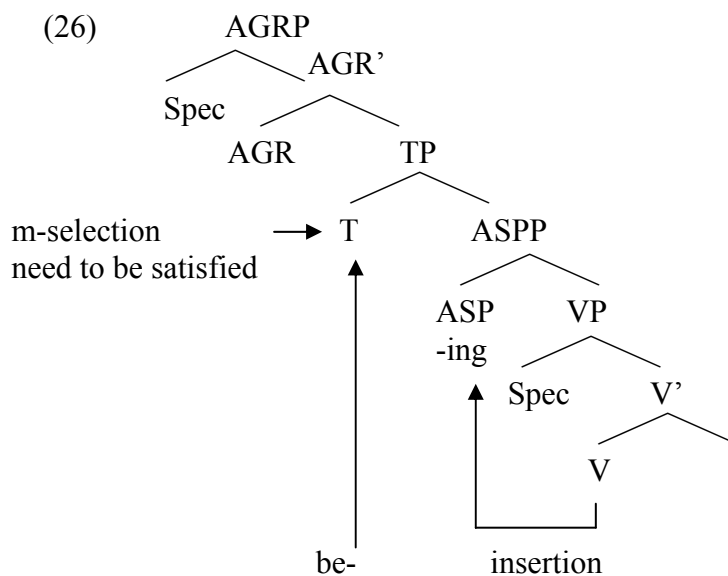 (26)
AGRP
AGR’
Spec
AGR TP
m-selection T ASPP
need to be satisfied
ASP VP
-ing
Spec V’
V
be- insertion